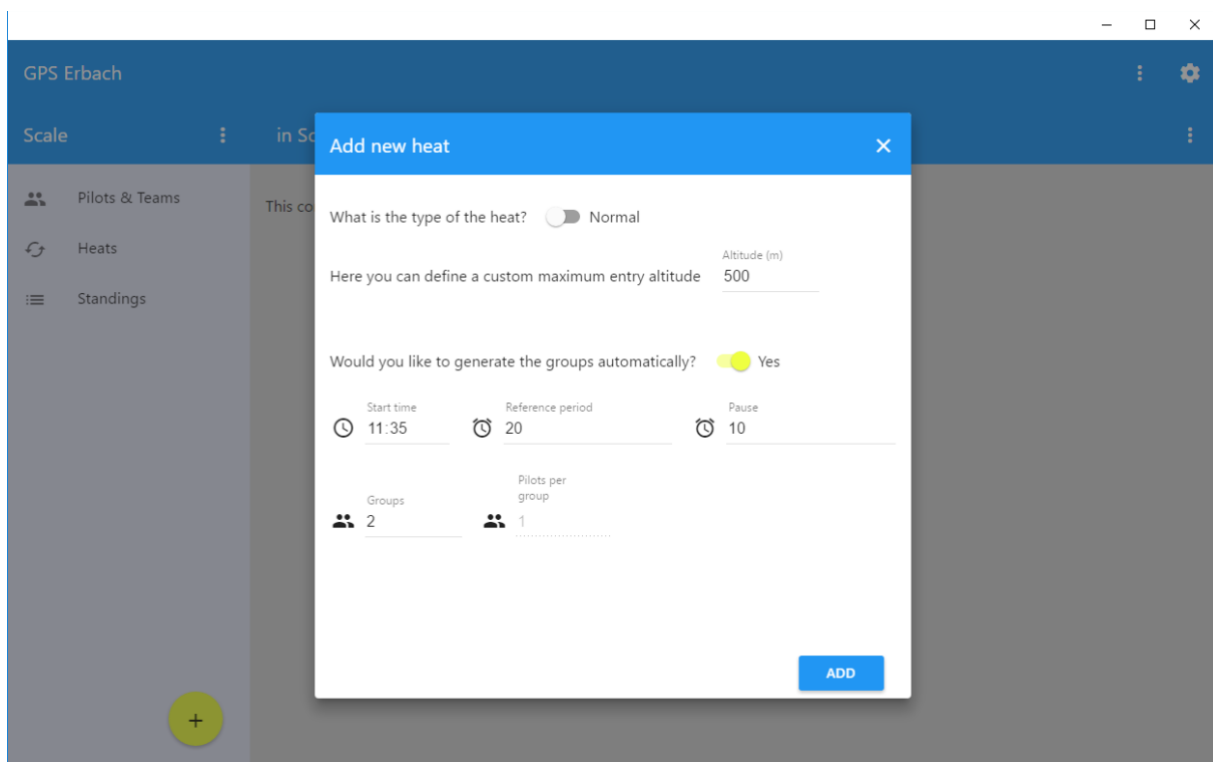 GPS Erbach
Scale
in Sc
Add new heat
Pilots & Teams
Heats
Standings
This co
What is the type of the heat? Normal
Altitude (m)
Here you can define a custom maximum entry altitude 500
Would you like to generate the groups automatically? Yes
Start time Reference period Pause
11:35 20 10
Groups Pilots per
group
2 1
ADD
+